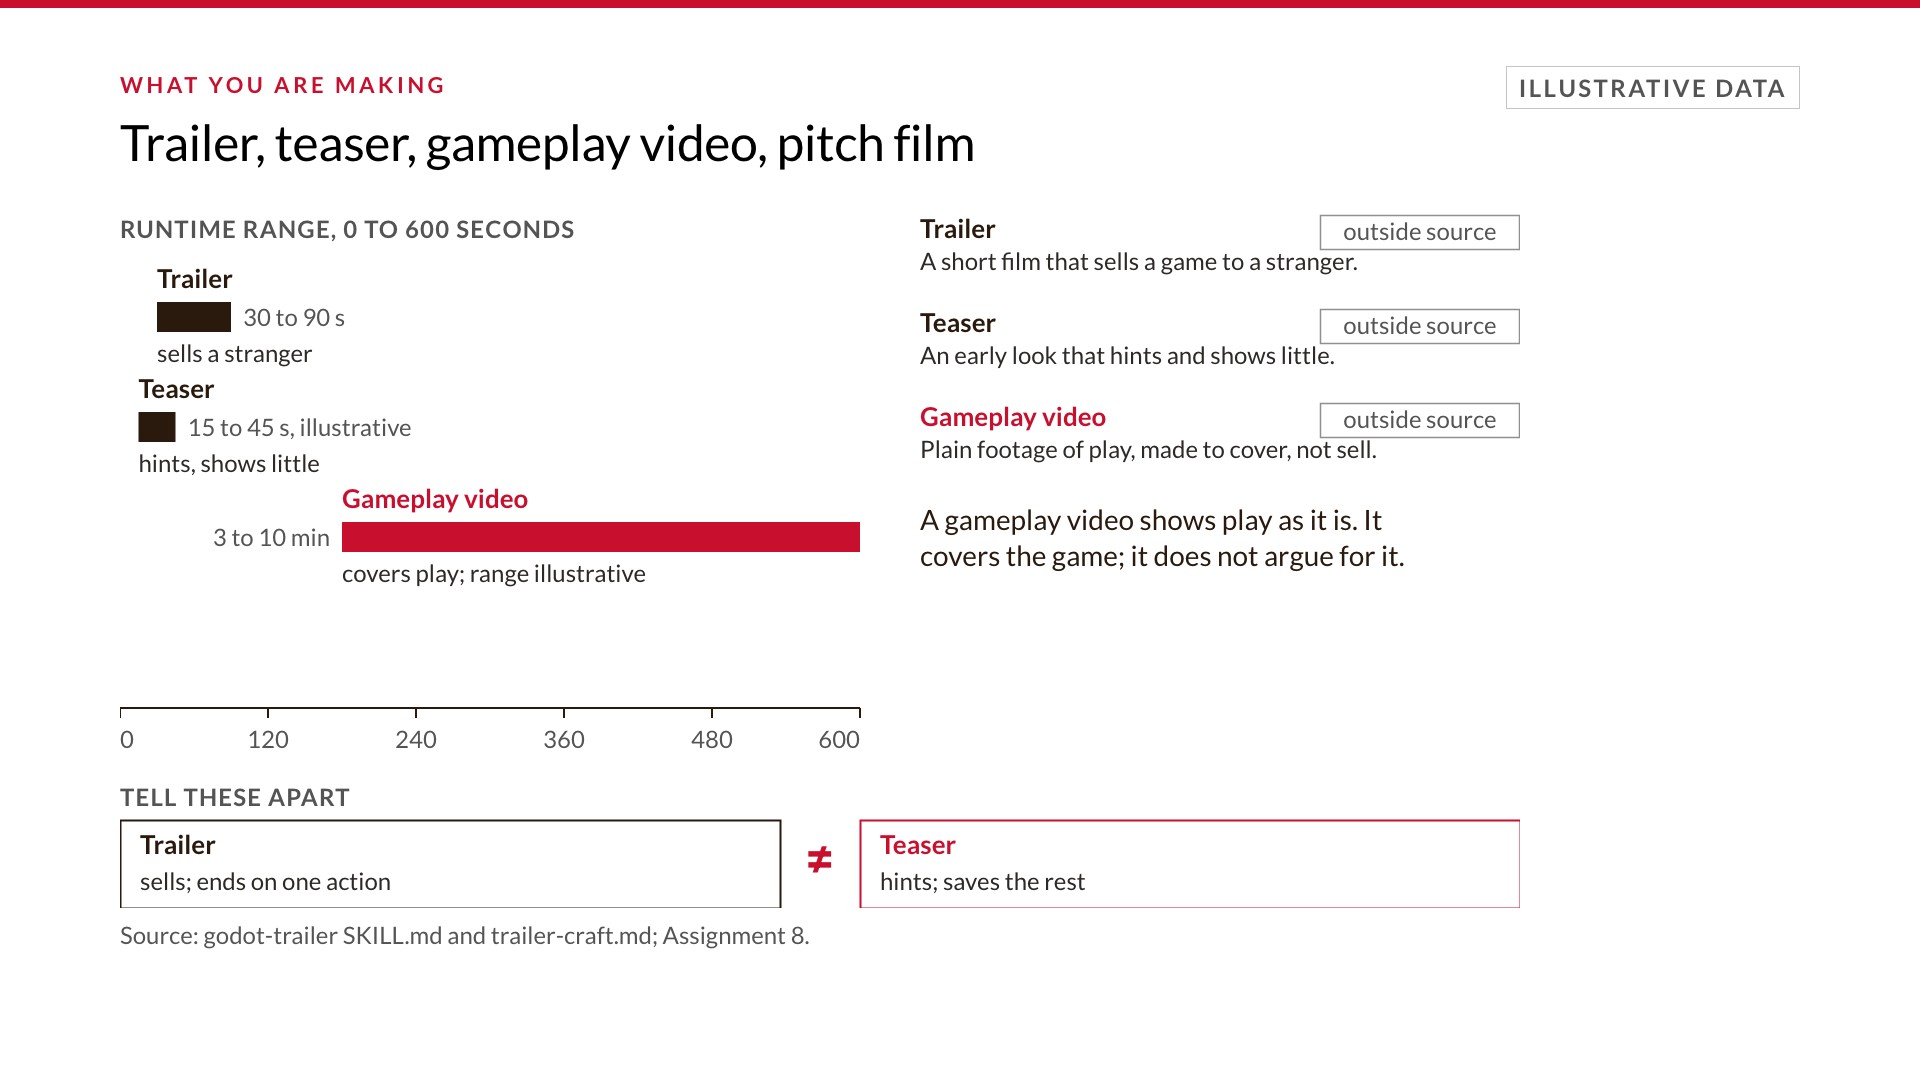 WHAT YOU ARE MAKING
ILLUSTRATIVE DATA
Trailer, teaser, gameplay video, pitch film
RUNTIME RANGE, 0 TO 600 SECONDS
Trailer
30 to 90 s
sells a stranger
Teaser
15 to 45 s, illustrative
hints, shows little
Gameplay video
3 to 10 min
covers play; range illustrative
0 120 240 360 480 600
Trailer
outside source
A short film that sells a game to a stranger.
Teaser
outside source
An early look that hints and shows little.
Gameplay video
outside source
Plain footage of play, made to cover, not sell.
A gameplay video shows play as it is. It
covers the game; it does not argue for it.
TELL THESE APART
Trailer
sells; ends on one action
≠
Teaser
hints; saves the rest
Source: godot-trailer SKILL.md and trailer-craft.md; Assignment 8.